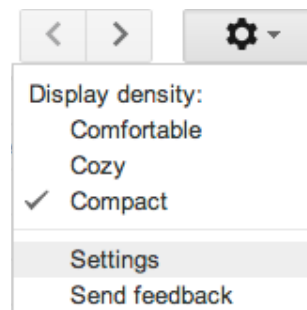 Display density:
Comfortable
Cozy
Compact
Settings
Send feedback